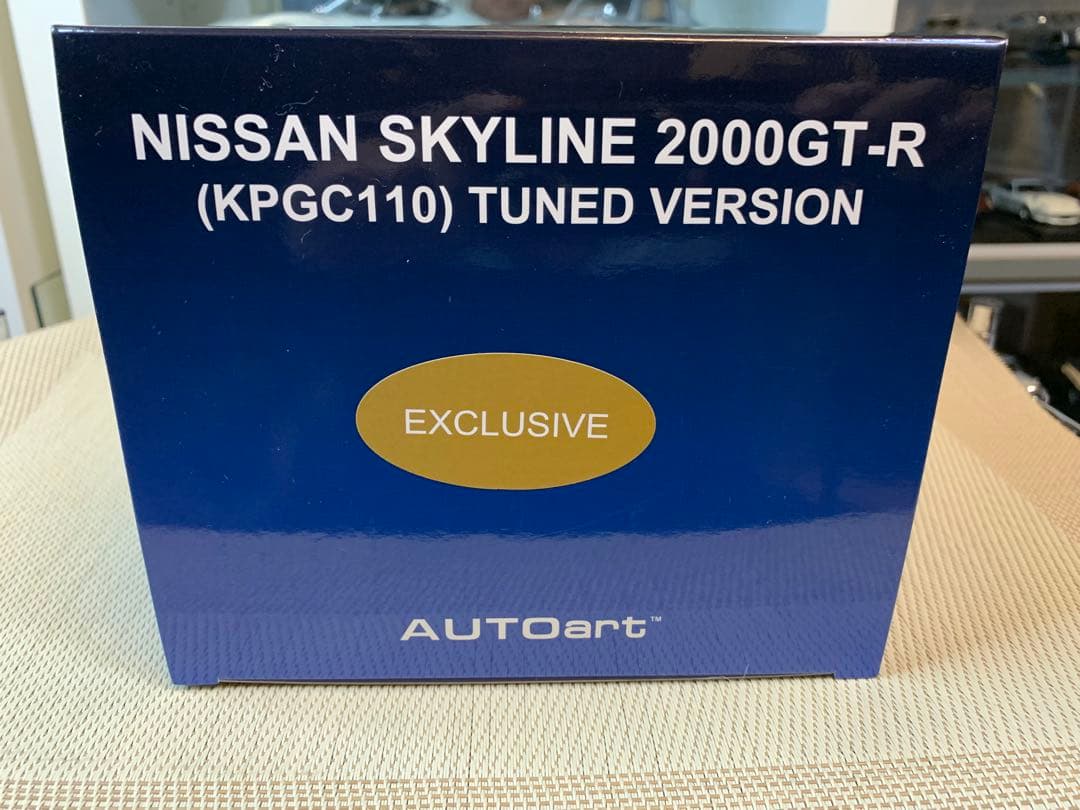 NISSAN SKYLINE 2000GT-R
(KPGC110) TUNED VERSION
EXCLUSIVE
AUTOart™